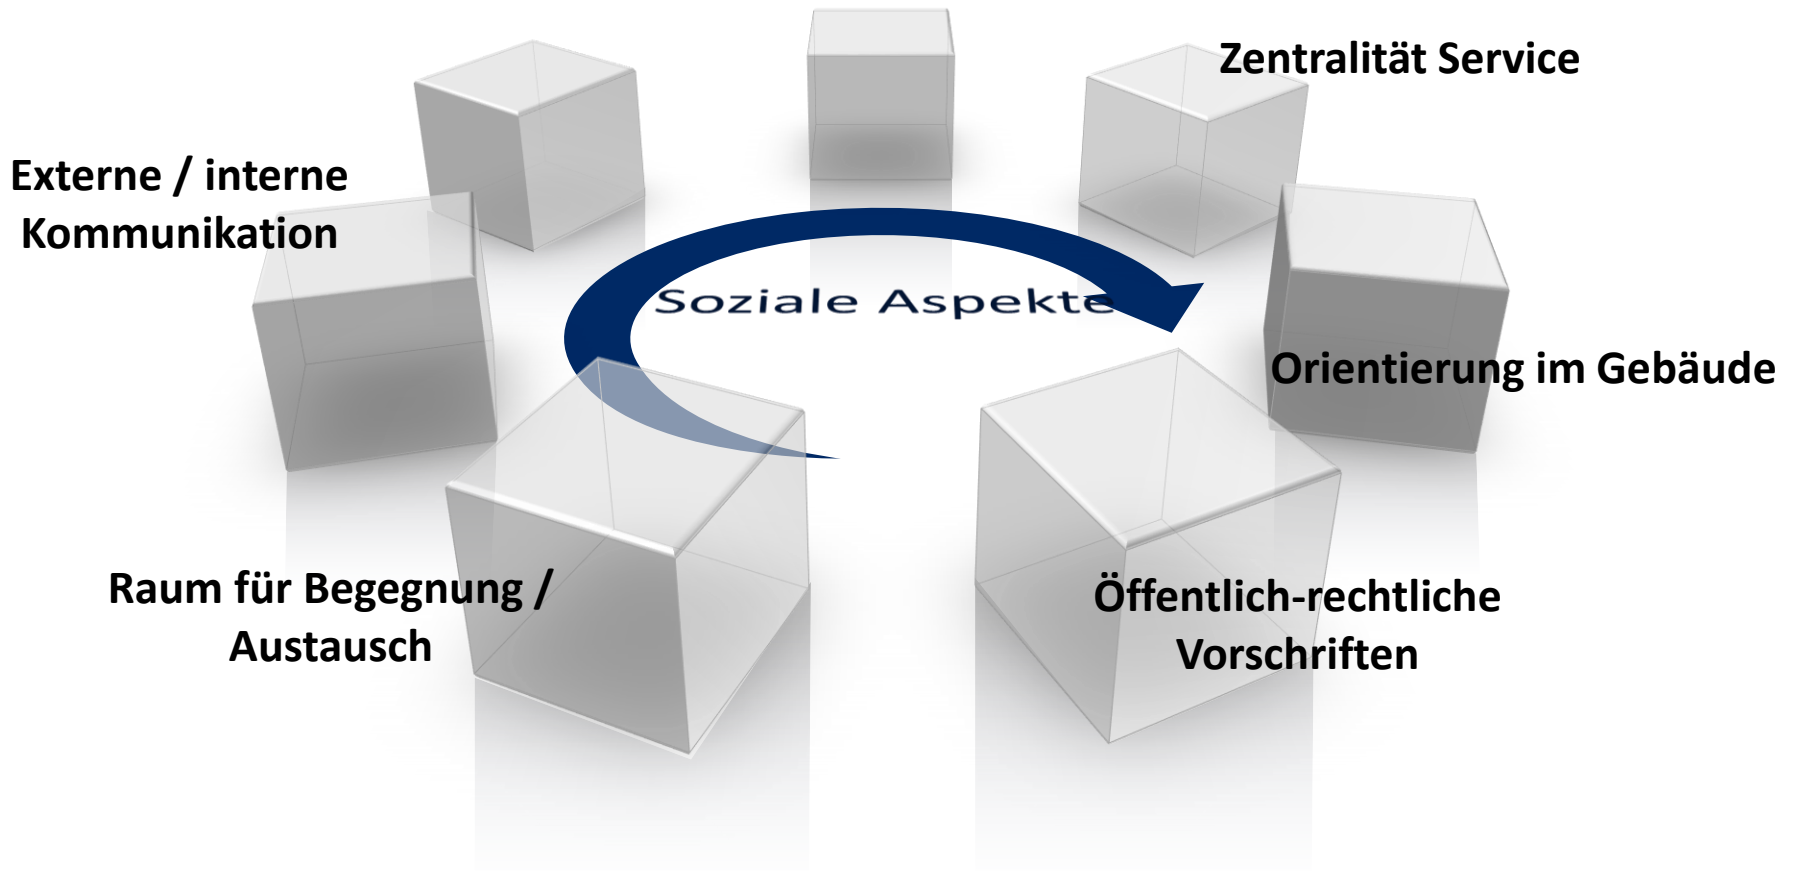 Zentralität Service
Externe / interne
Kommunikation
Soziale Aspekte
Orientierung im Gebäude
Raum für Begegnung /
Austausch
Öffentlich-rechtliche
Vorschriften